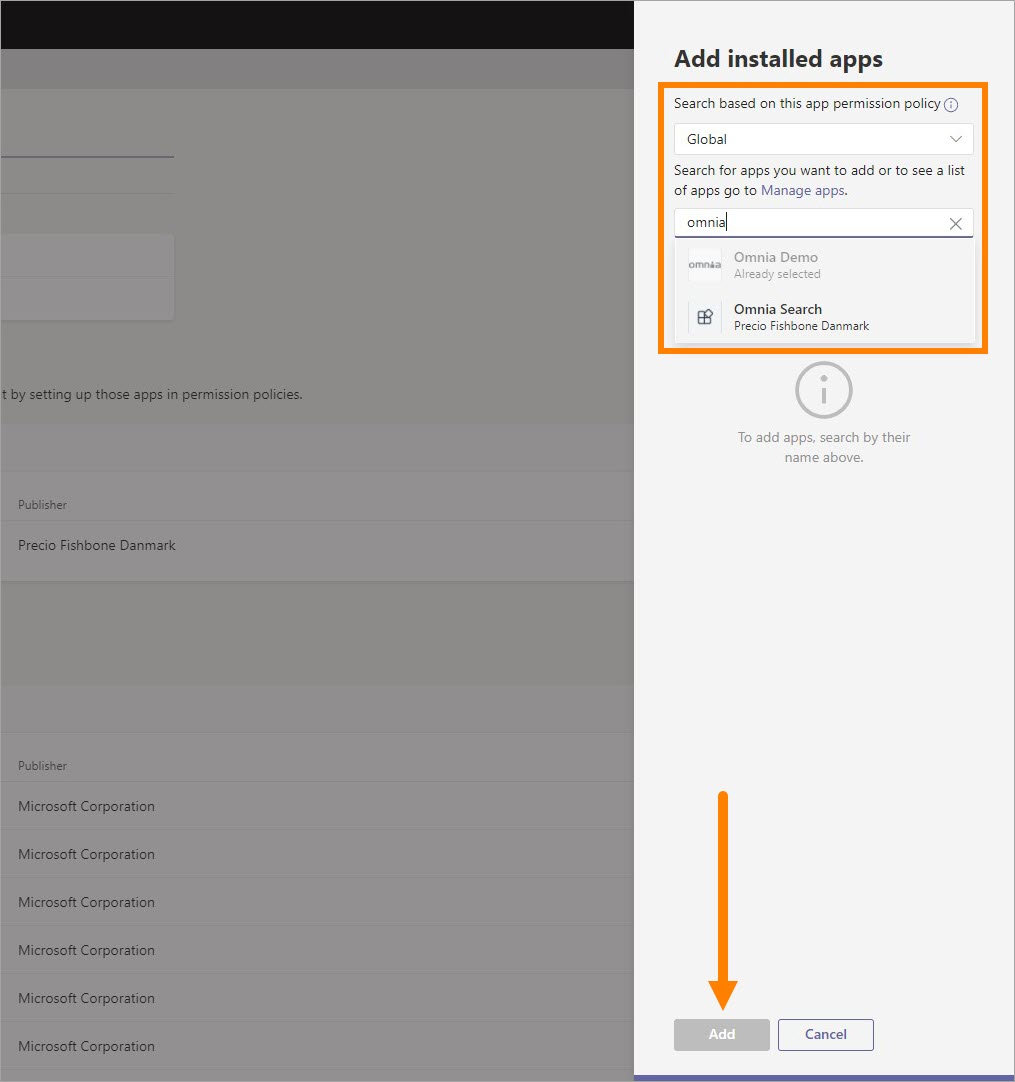 Add installed apps
Search based on this app permission policy
Global
Search for apps you want to add or to see a list
of apps go to Manage apps.
omnia
omnia
Omnia Demo
Already selected
Omnia Search
Precio Fishbone Danmark
To add apps, search by their
name above.
Add
Cancel
t by setting up those apps in permission policies.
Publisher
Precio Fishbone Danmark
Publisher
Microsoft Corporation
Microsoft Corporation
Microsoft Corporation
Microsoft Corporation
Microsoft Corporation
Microsoft Corporation